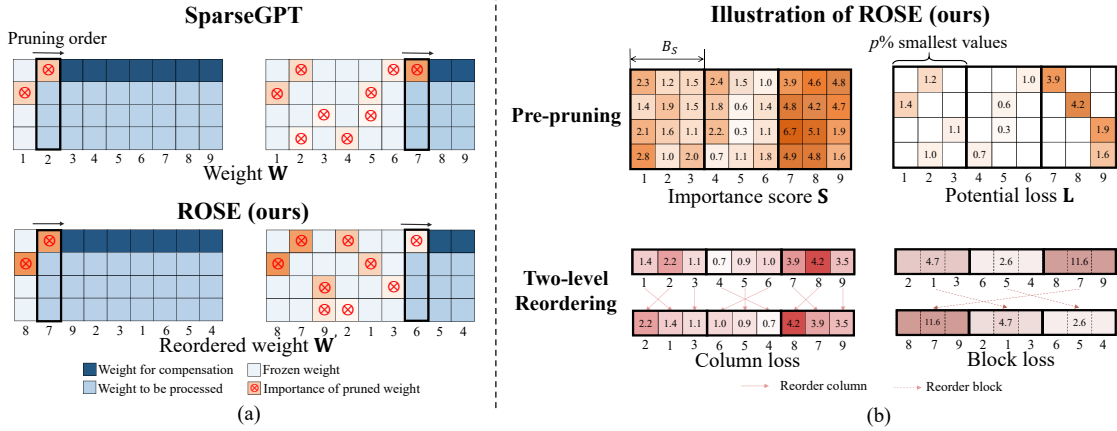 SparseGPT
Pruning order
1 2 3 4 5 6 7 8 9
1 2 3 4 5 6 7 8 9
Weight W
ROSE (ours)
8 7 9 2 1 3 6 5 4
8 7 9 2 1 3 6 5 4
Reordered weight W'
Weight for compensation
Frozen weight
Weight to be processed
Importance of pruned weight
(a)
Illustration of ROSE (ours)
Pre-pruning
B_S
2.3 1.2 1.5 2.4 1.5 1.0 3.9 4.6 4.8
1.4 1.9 1.5 1.8 0.6 1.4 4.8 4.2 4.7
2.1 1.6 1.1 2.2 0.3 1.1 6.7 5.1 1.9
2.8 1.0 2.0 0.7 1.1 1.8 4.9 4.8 1.6
1 2 3 4 5 6 7 8 9
Importance score S
p% smallest values
1.2 1.0 3.9
1.4 0.6 4.2
1.1 0.3 1.9
1.0 0.7 1.6
1 2 3 4 5 6 7 8 9
Potential loss L
Two-level
Reordering
1.4 2.2 1.1 0.7 0.9 1.0 3.9 4.2 3.5
1 2 3 4 5 6 7 8 9
2.2 1.4 1.1 1.0 0.9 0.7 4.2 3.9 3.5
2 1 3 6 5 4 8 7 9
Column loss
4.7 2.6 11.6
2 1 3 6 5 4 8 7 9
11.6 4.7 2.6
8 7 9 2 1 3 6 5 4
Block loss
Reorder column
Reorder block
(b)